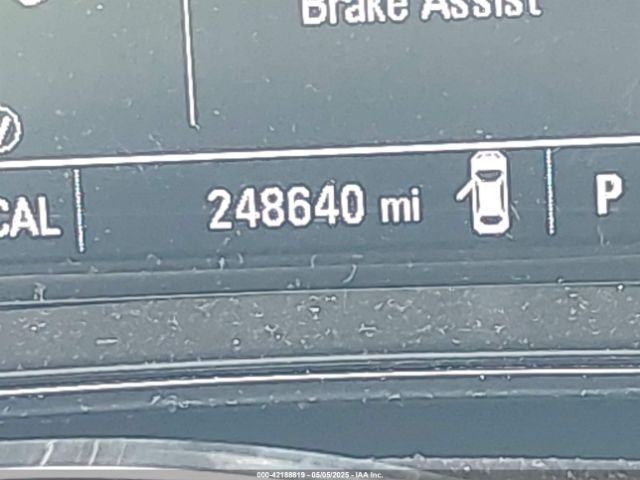 Brake Assist
CAL 248640 mi P
000-42188819 - 05/05/2025 - IAA Inc.